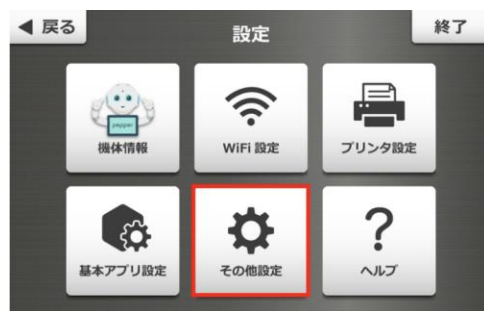 ◀ 戻る
設定
終了
pepper
機体情報
WiFi 設定
プリンタ設定
基本アプリ設定
その他設定
?
ヘルプ